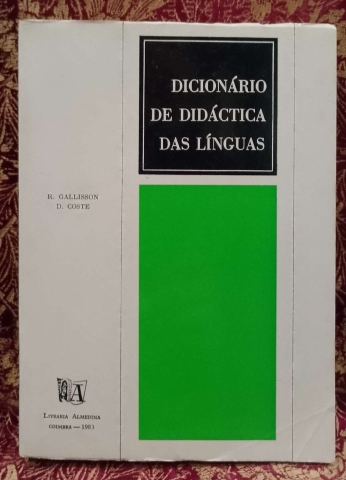 DICIONÁRIO
DE DIDÁCTICA
DAS LÍNGUAS
R. GALLISSON
D. COSTE
A
LIVRARIA ALMEDINA
COIMBRA — 1983